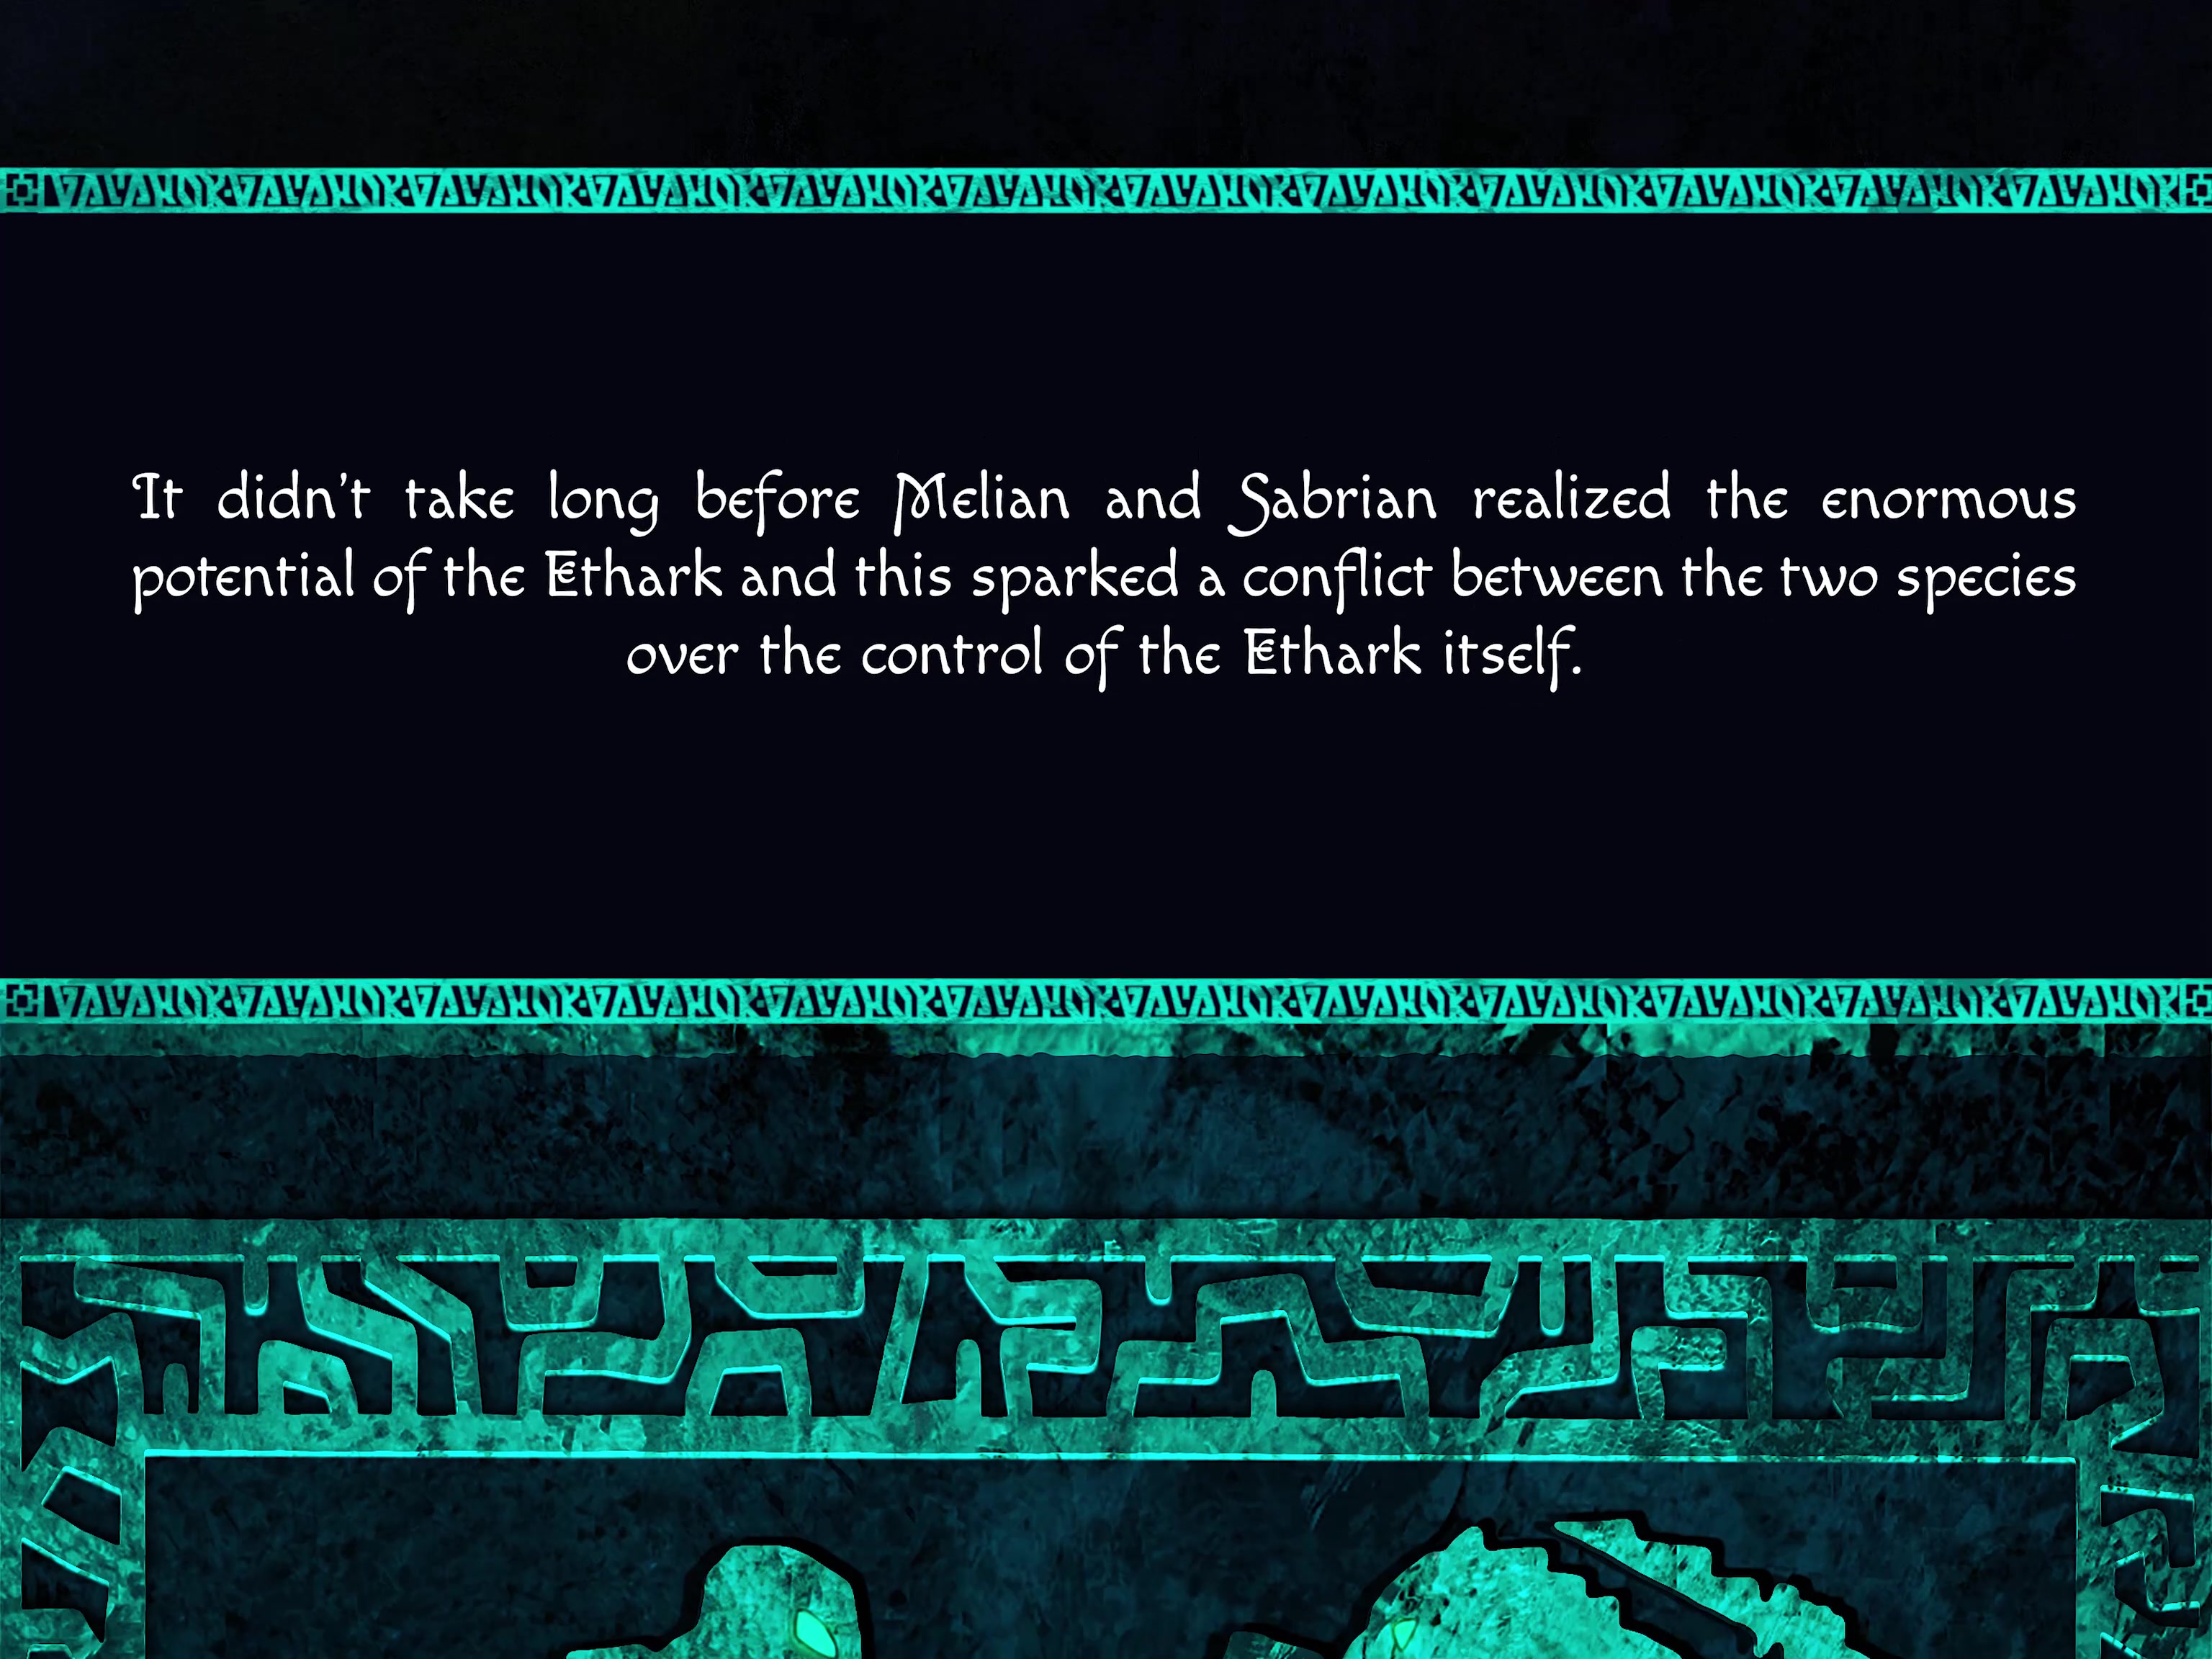 It didn't take long before Melian and Sabrian realized the enormous
potential of the Ethark and this sparked a conflict between the two species
over the control of the Ethark itself.